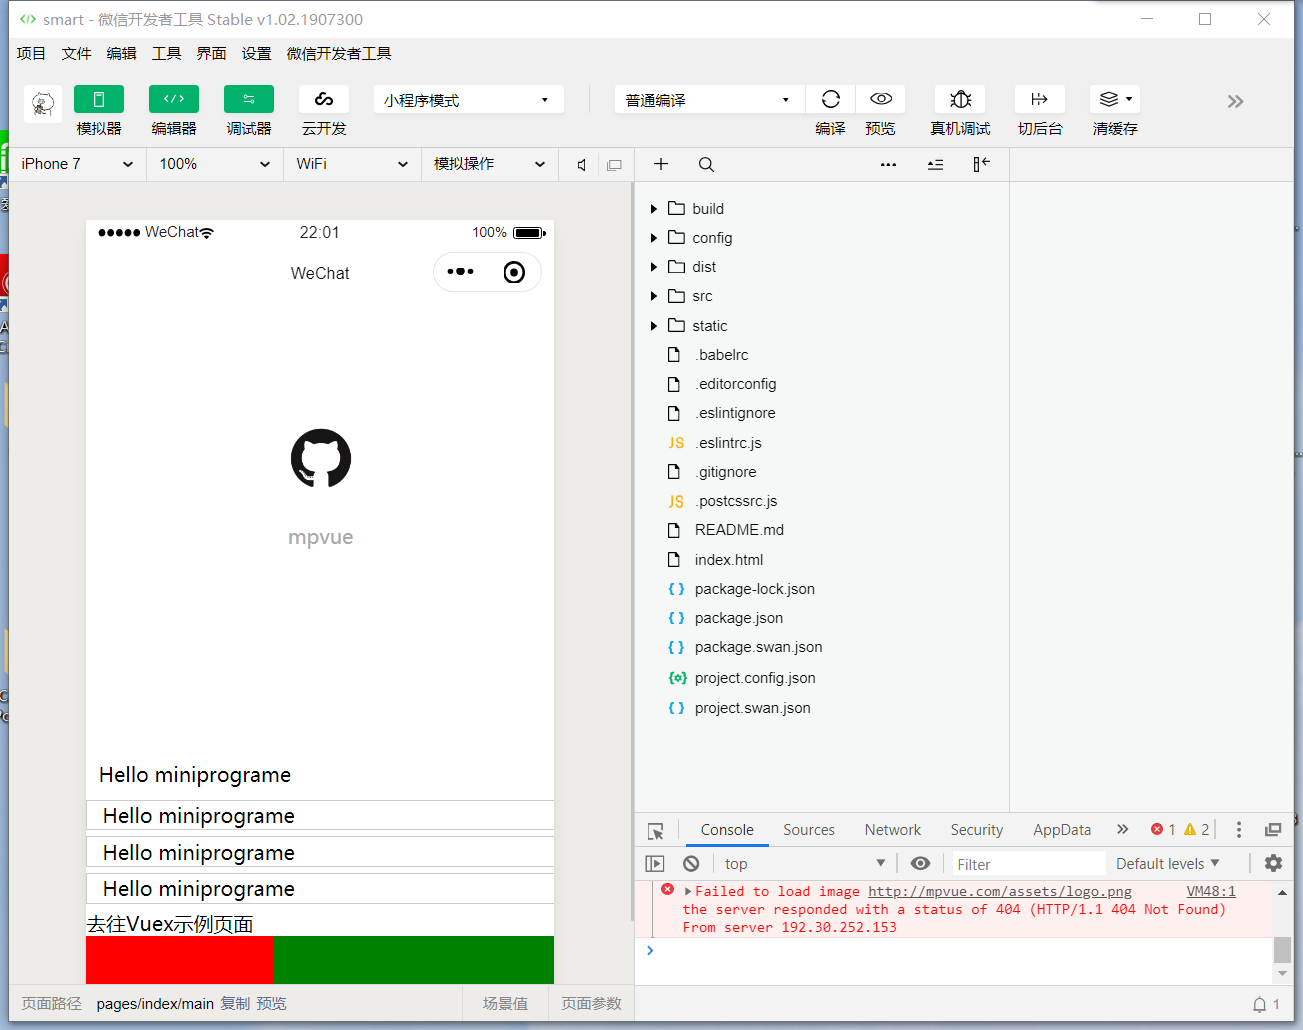 smart - 微信开发者工具 Stable v1.02.1907300
项目 文件 编辑 工具 界面 设置 微信开发者工具
小程序模式 普通编译
模拟器 编辑器 调试器 云开发 编译 预览 真机调试 切后台 清缓存
iPhone 7 100% WiFi 模拟操作
WeChat 22:01 100%
WeChat
mpvue
Hello miniprograme
Hello miniprograme
Hello miniprograme
Hello miniprograme
去往Vuex示例页面
页面路径 pages/index/main 复制 预览 场景值 页面参数
build
config
dist
src
static
.babelrc
.editorconfig
.eslintignore
JS .eslintrc.js
.gitignore
JS .postcssrc.js
README.md
index.html
{ } package-lock.json
{ } package.json
{ } package.swan.json
project.config.json
{ } project.swan.json
Console Sources Network Security AppData 1 2
top Filter Default levels
Failed to load image http://mpvue.com/assets/logo.png VM48:1
the server responded with a status of 404 (HTTP/1.1 404 Not Found)
From server 192.30.252.153
1